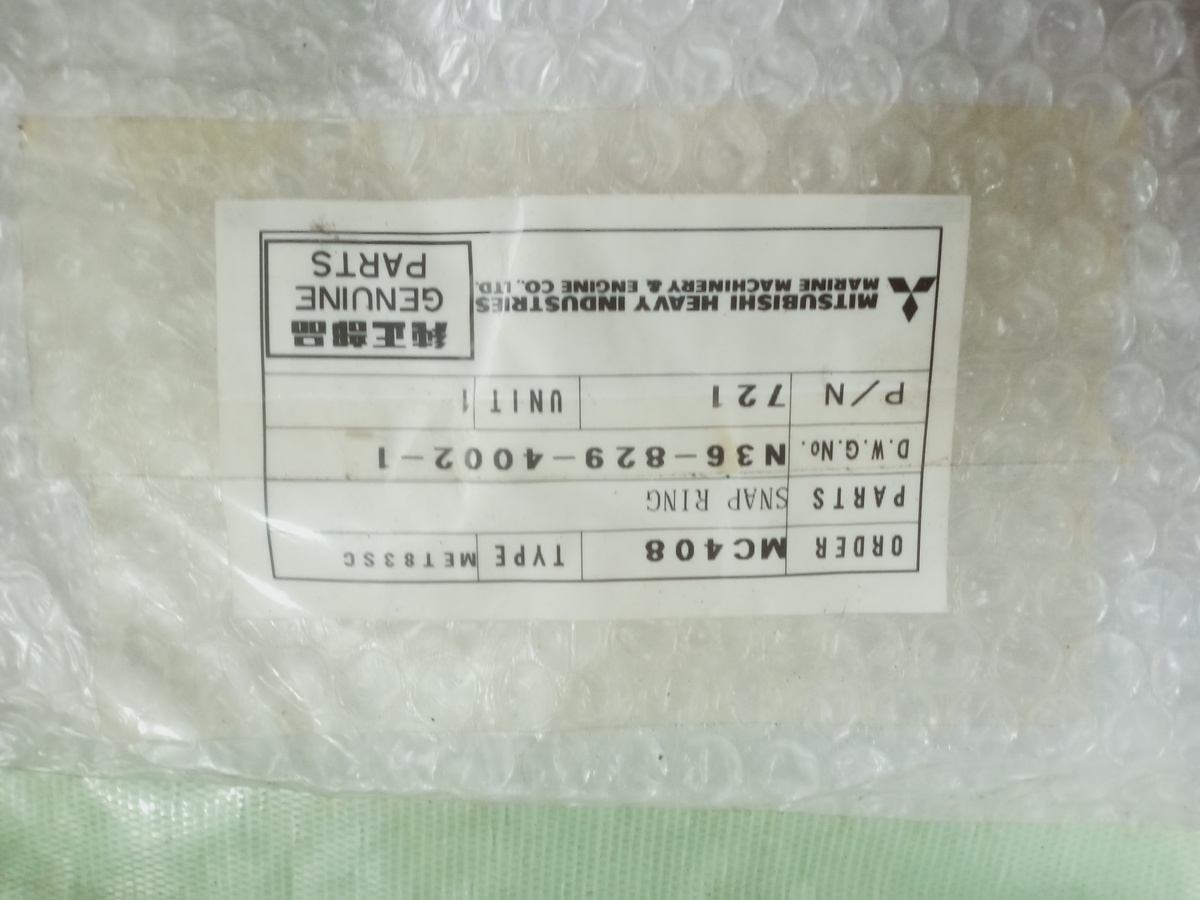 MITSUBISHI HEAVY INDUSTRIES
MARINE MACHINERY & ENGINE CO., LTD.
純正部品
GENUINE
PARTS
P/N 721 UNIT 1
D.W.G.No. N36-829-4002-1
PARTS SNAP RING
ORDER MC408 TYPE MET83SC